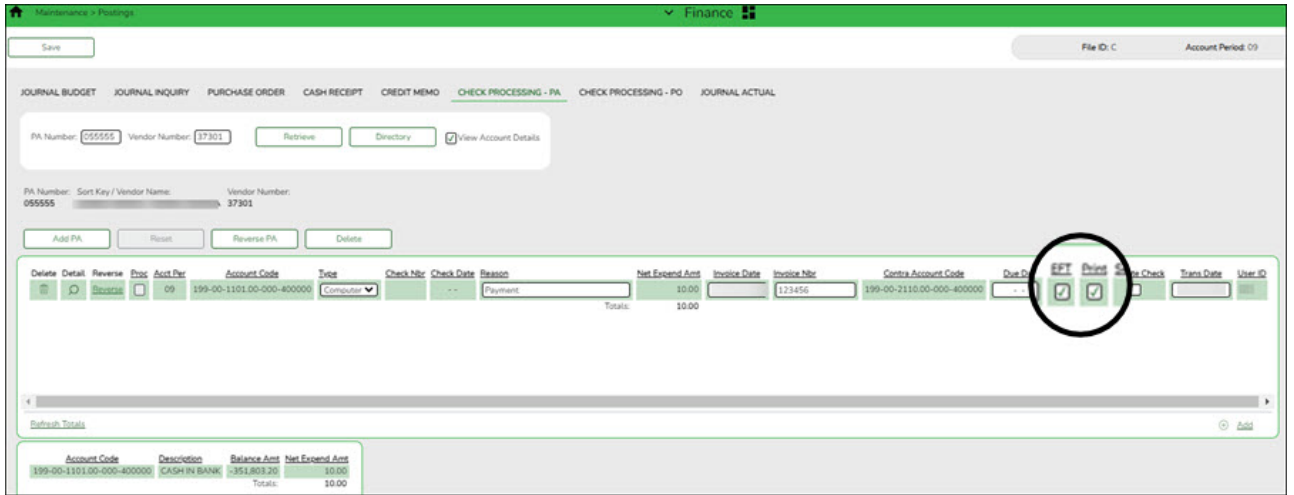 Maintenance > Postings
Finance
Save
File ID: C
Account Period: 09
JOURNAL BUDGET JOURNAL INQUIRY PURCHASE ORDER CASH RECEIPT CREDIT MEMO CHECK PROCESSING - PA CHECK PROCESSING - PO JOURNAL ACTUAL
PA Number: 055555 Vendor Number: 37301 Retrieve Directory View Account Details
PA Number: Sort Key / Vendor Name: Vendor Number:
055555 37301
Add PA Reset Reverse PA Delete
Delete Detail Reverse Proc Acct Per Account Code Type Check Nbr Check Date Reason Net Expend Amt Invoice Date Invoice Nbr Contra Account Code Due D EFT Print te Check Trans Date User ID
Reverse 09 199-00-1101.00-000-400000 Computer - - Payment 10.00 123456 199-00-2110.00-000-400000 - -
Totals: 10.00
Refresh Totals Add
Account Code Description Balance Amt Net Expend Amt
199-00-1101.00-000-400000 CASH IN BANK -351,803.20 10.00
Totals: 10.00